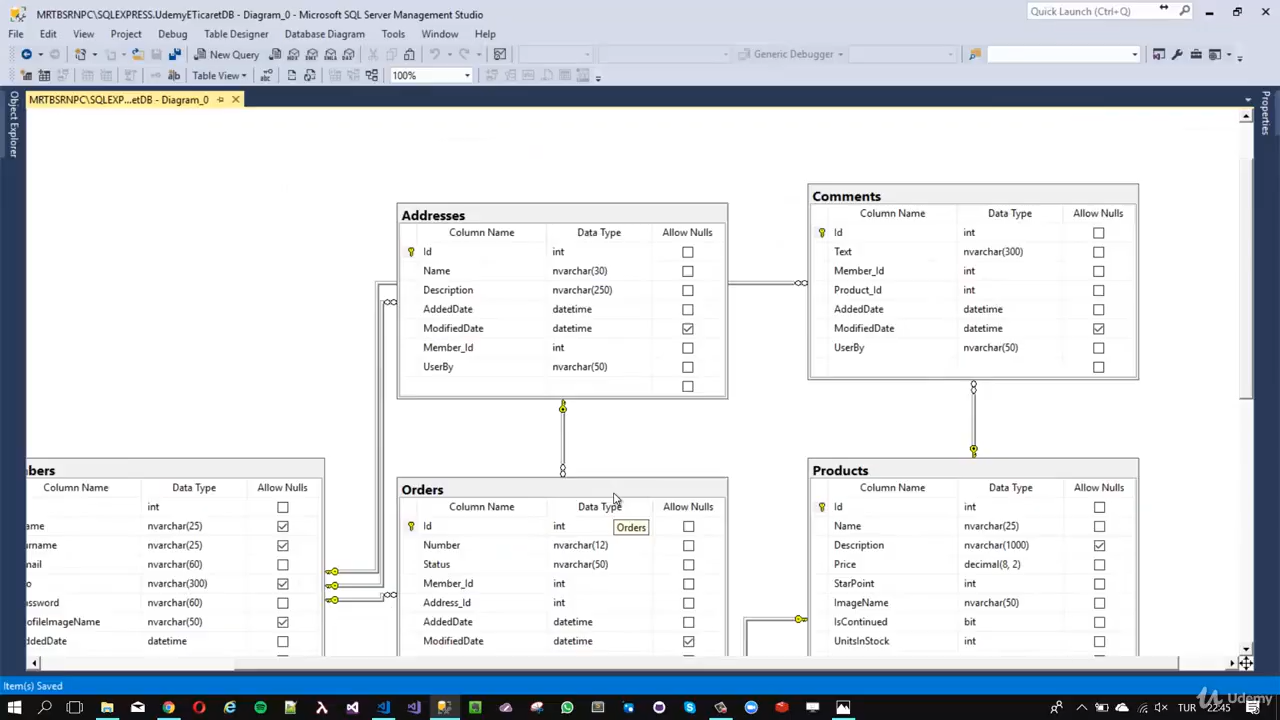 MRTBSRNPC\SQLEXPRESS.UdemyETicaretDB - Diagram_0 - Microsoft SQL Server Management Studio
Quick Launch (Ctrl+Q)
File Edit View Project Debug Table Designer Database Diagram Tools Window Help
New Query
Generic Debugger
Table View
100%
Object Explorer
MRTBSRNPC\SQLEXP...etDB - Diagram_0
Properties
Addresses
Column Name Data Type Allow Nulls
Id int
Name nvarchar(30)
Description nvarchar(250)
AddedDate datetime
ModifiedDate datetime
Member_Id int
UserBy nvarchar(50)
Comments
Column Name Data Type Allow Nulls
Id int
Text nvarchar(300)
Member_Id int
Product_Id int
AddedDate datetime
ModifiedDate datetime
UserBy nvarchar(50)
bers
Column Name Data Type Allow Nulls
int
ame nvarchar(25)
urname nvarchar(25)
mail nvarchar(60)
o nvarchar(300)
ssword nvarchar(60)
ofileImageName nvarchar(50)
ddedDate datetime
Orders
Column Name Data Type Allow Nulls
Id int
Orders
Number nvarchar(12)
Status nvarchar(50)
Member_Id int
Address_Id int
AddedDate datetime
ModifiedDate datetime
Products
Column Name Data Type Allow Nulls
Id int
Name nvarchar(25)
Description nvarchar(1000)
Price decimal(8, 2)
StarPoint int
ImageName nvarchar(50)
IsContinued bit
UnitsInStock int
Item(s) Saved
TUR 22:45
Udemy